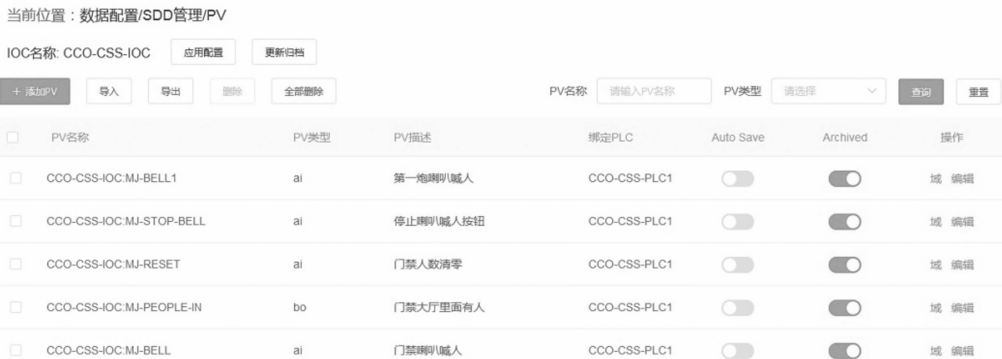 当前位置：数据配置/SDD管理/PV
IOC名称: CCO-CSS-IOC 应用配置 更新归档
+ 添加PV 导入 导出 删除 全部删除 PV名称 请输入PV名称 PV类型 请选择 查询 重置
PV名称 PV类型 PV描述 绑定PLC Auto Save Archived 操作
CCO-CSS-IOC:MJ-BELL1 ai 第一炮喇叭喊人 CCO-CSS-PLC1 域 编辑
CCO-CSS-IOC:MJ-STOP-BELL ai 停止喇叭喊人按钮 CCO-CSS-PLC1 域 编辑
CCO-CSS-IOC:MJ-RESET ai 门禁人数清零 CCO-CSS-PLC1 域 编辑
CCO-CSS-IOC:MJ-PEOPLE-IN bo 门禁大厅里面有人 CCO-CSS-PLC1 域 编辑
CCO-CSS-IOC:MJ-BELL ai 门禁喇叭喊人 CCO-CSS-PLC1 域 编辑